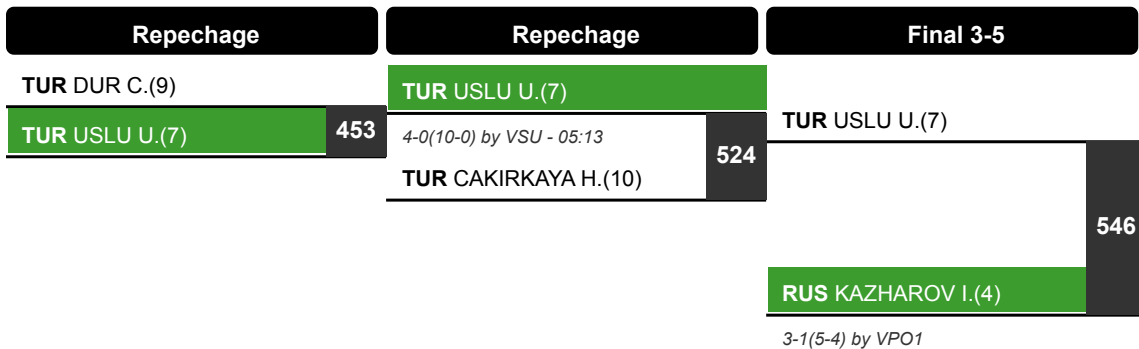 Repechage
Repechage
Final 3-5
TUR DUR C.(9)
TUR USLU U.(7)
453
TUR USLU U.(7)
4-0(10-0) by VSU - 05:13
TUR CAKIRKAYA H.(10)
524
TUR USLU U.(7)
546
RUS KAZHAROV I.(4)
3-1(5-4) by VPO1